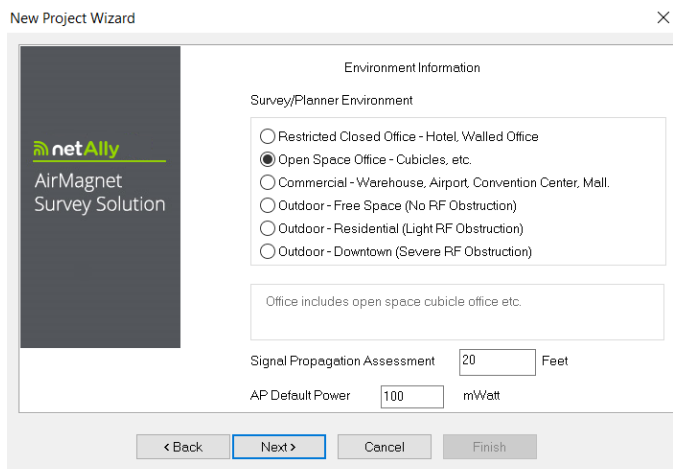 New Project Wizard
netAlly
AirMagnet
Survey Solution
Environment Information
Survey/Planner Environment
Restricted Closed Office - Hotel, Walled Office
Open Space Office - Cubicles, etc.
Commercial - Warehouse, Airport, Convention Center, Mall.
Outdoor - Free Space (No RF Obstruction)
Outdoor - Residential (Light RF Obstruction)
Outdoor - Downtown (Severe RF Obstruction)
Office includes open space cubicle office etc.
Signal Propagation Assessment 20 Feet
AP Default Power 100 mWatt
< Back Next > Cancel Finish